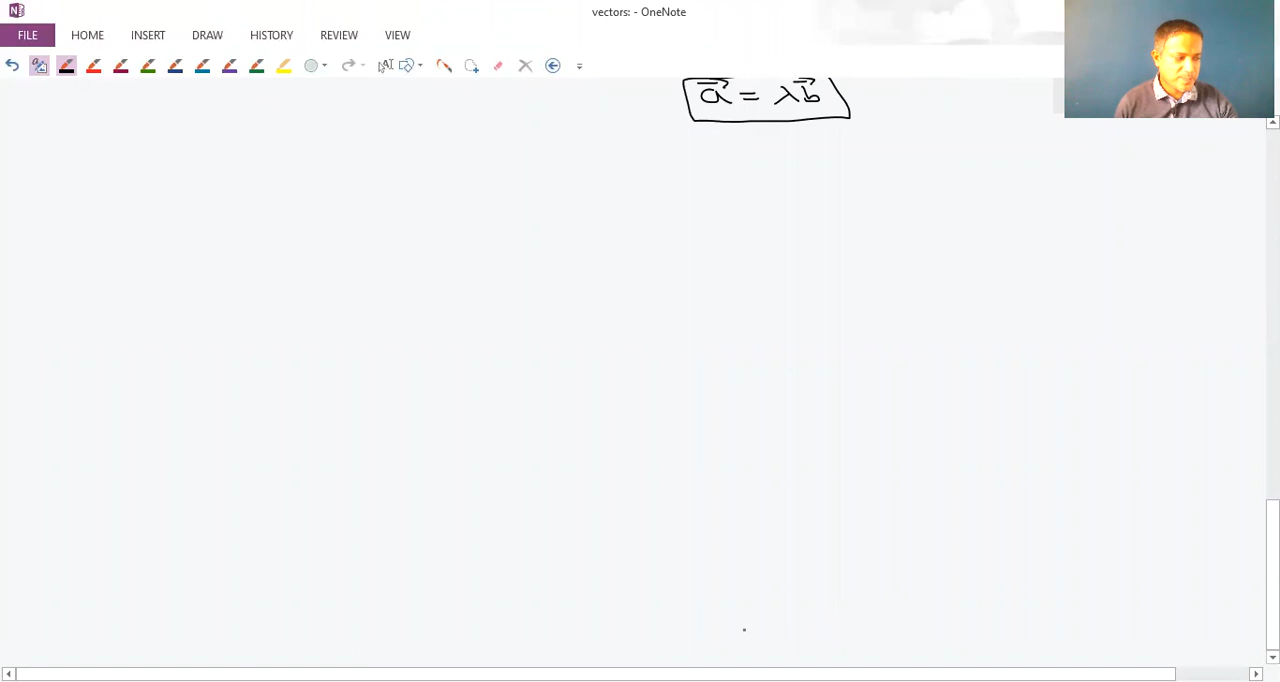 vectors: - OneNote
FILE HOME INSERT DRAW HISTORY REVIEW VIEW
a⃗ = λb⃗